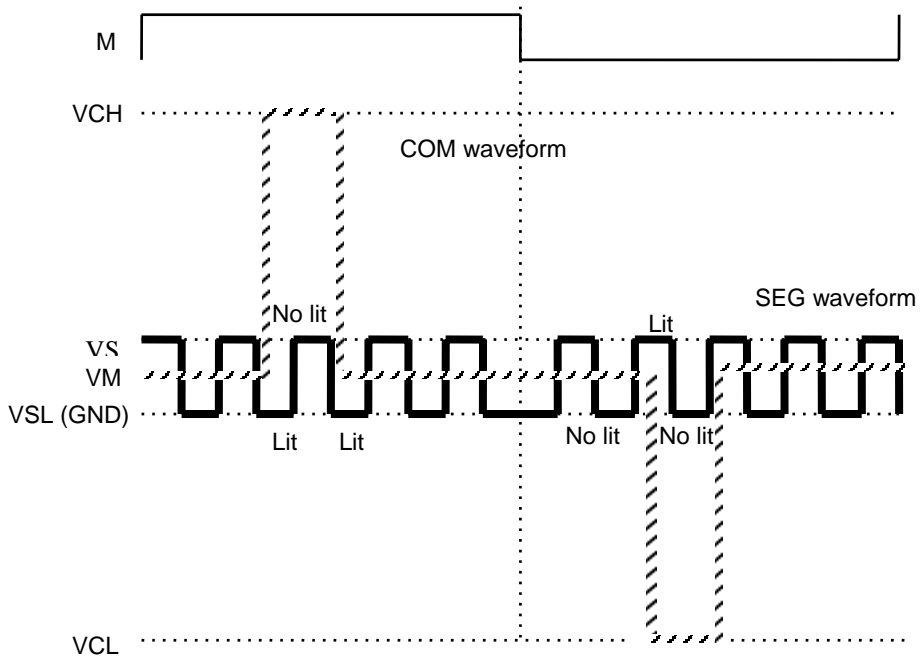 M
VCH
COM waveform
SEG waveform
No lit
Lit
VS
VM
VSL (GND)
Lit
Lit
No lit
No lit
VCL